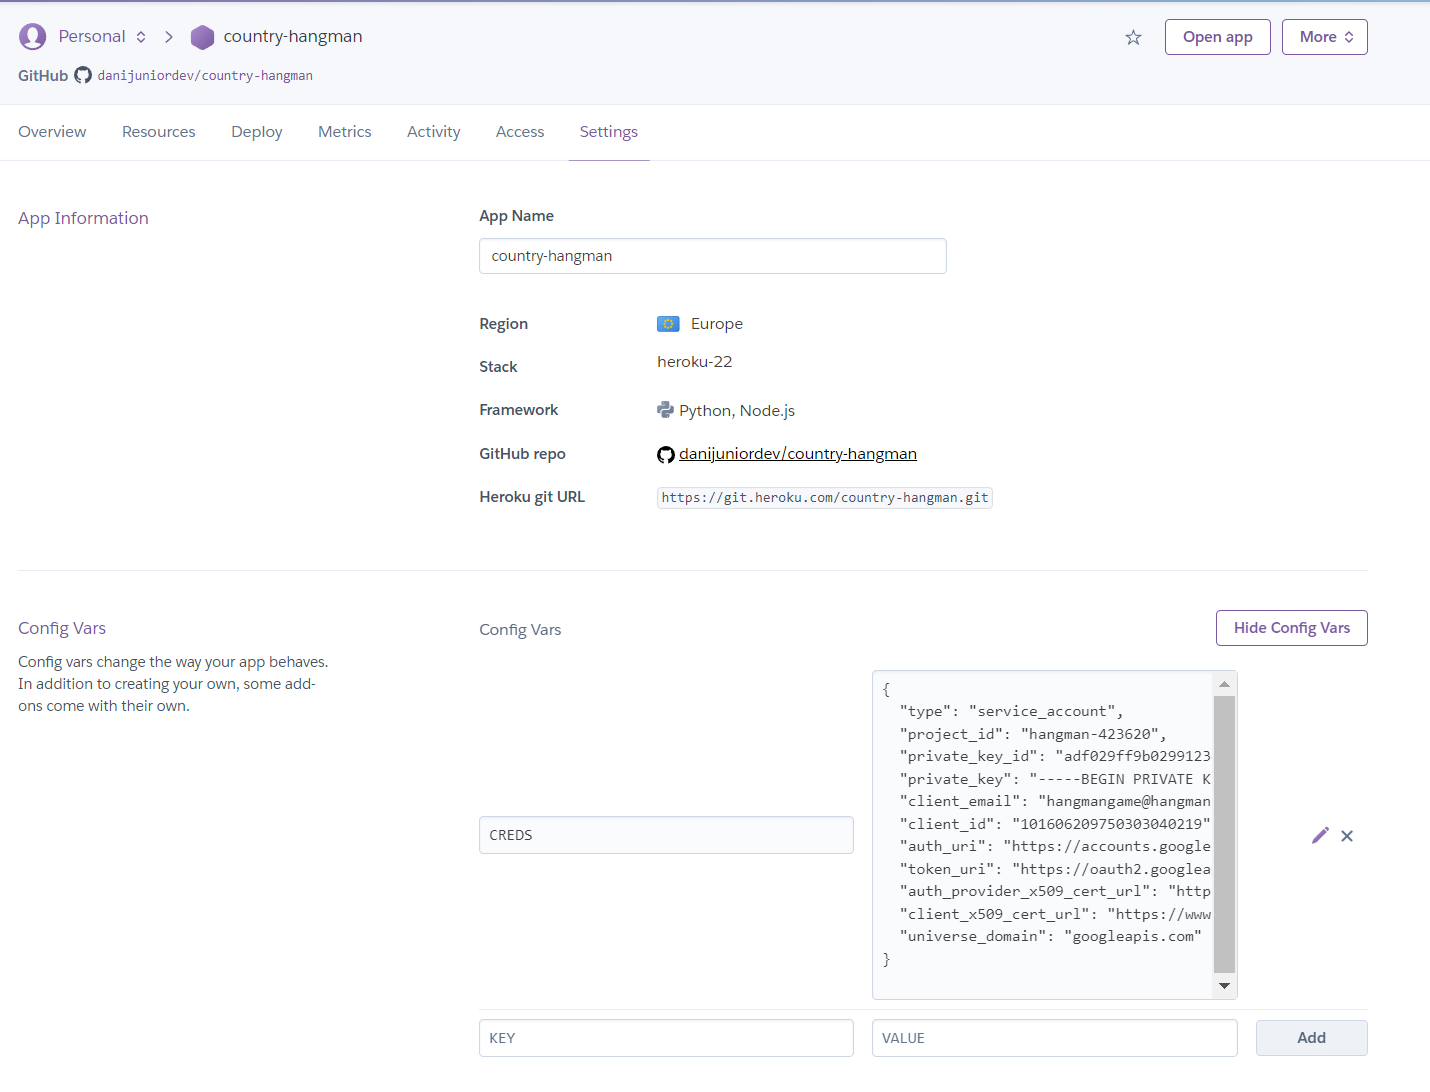 Personal country-hangman Open app More
GitHub danijuniordev/country-hangman
Overview Resources Deploy Metrics Activity Access Settings
App Information
App Name
country-hangman
Region Europe
Stack heroku-22
Framework Python, Node.js
GitHub repo danijuniordev/country-hangman
Heroku git URL https://git.heroku.com/country-hangman.git
Config Vars
Config vars change the way your app behaves.
In addition to creating your own, some add-
ons come with their own.
Config Vars Hide Config Vars
CREDS
{
"type": "service_account",
"project_id": "hangman-423620",
"private_key_id": "adf029ff9b0299123
"private_key": "-----BEGIN PRIVATE K
"client_email": "hangmangame@hangman
"client_id": "101606209750303040219"
"auth_uri": "https://accounts.google
"token_uri": "https://oauth2.googlea
"auth_provider_x509_cert_url": "http
"client_x509_cert_url": "https://www
"universe_domain": "googleapis.com"
}
KEY VALUE Add